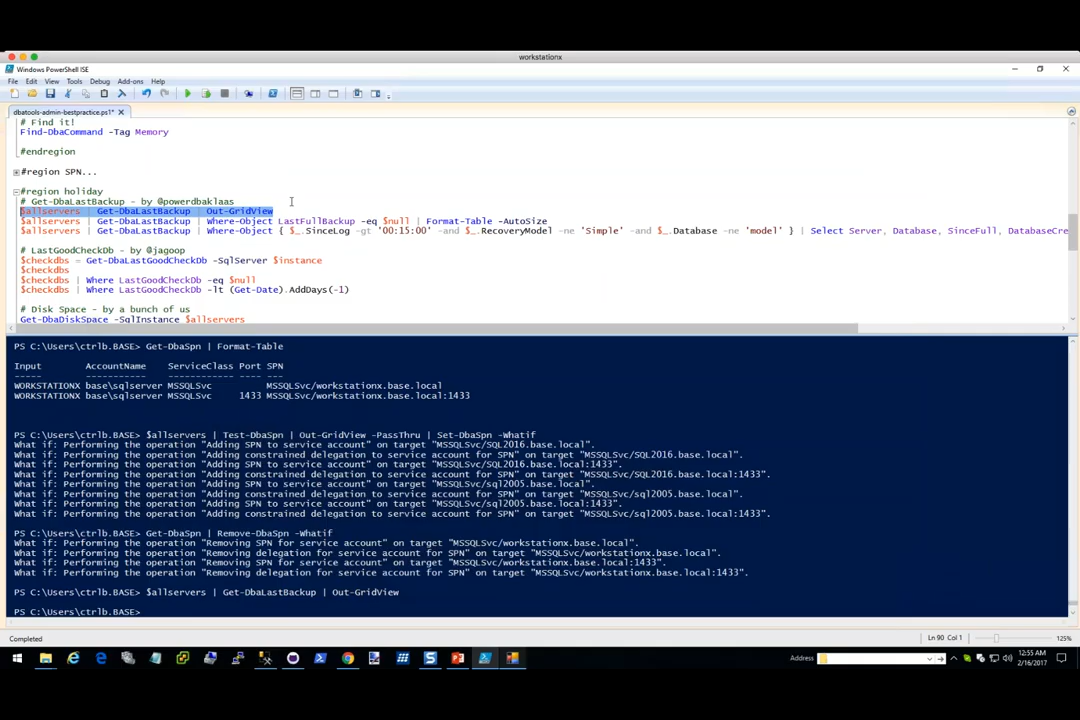 workstationx
Windows PowerShell ISE
File Edit View Tools Debug Add-ons Help
dbatools-admin-bestpractice.ps1* X
# Find it!
Find-DbaCommand -Tag Memory
#endregion
#region SPN...
#region holiday
# Get-DbaLastBackup - by @powerdbaklaas
$allservers | Get-DbaLastBackup | Out-GridView
$allservers | Get-DbaLastBackup | Where-Object LastFullBackup -eq $null | Format-Table -AutoSize
$allservers | Get-DbaLastBackup | Where-Object { $_.SinceLog -gt '00:15:00' -and $_.RecoveryModel -ne 'Simple' -and $_.Database -ne 'model' } | Select Server, Database, SinceFull, DatabaseCre
# LastGoodCheckDb - by @jagoop
$checkdbs = Get-DbaLastGoodCheckDb -SqlServer $instance
$checkdbs
$checkdbs | Where LastGoodCheckDb -eq $null
$checkdbs | Where LastGoodCheckDb -lt (Get-Date).AddDays(-1)
# Disk Space - by a bunch of us
Get-DbaDiskSpace -SqlInstance $allservers
PS C:\Users\ctrlb.BASE> Get-DbaSpn | Format-Table
Input AccountName ServiceClass Port SPN
----- ----------- ------------ ---- ---
WORKSTATIONX base\sqlserver MSSQLSvc MSSQLSvc/workstationx.base.local
WORKSTATIONX base\sqlserver MSSQLSvc 1433 MSSQLSvc/workstationx.base.local:1433
PS C:\Users\ctrlb.BASE> $allservers | Test-DbaSpn | Out-GridView -PassThru | Set-DbaSpn -Whatif
What if: Performing the operation "Adding SPN to service account" on target "MSSQLSvc/SQL2016.base.local".
What if: Performing the operation "Adding constrained delegation to service account for SPN" on target "MSSQLSvc/SQL2016.base.local".
What if: Performing the operation "Adding SPN to service account" on target "MSSQLSvc/SQL2016.base.local:1433".
What if: Performing the operation "Adding constrained delegation to service account for SPN" on target "MSSQLSvc/SQL2016.base.local:1433".
What if: Performing the operation "Adding SPN to service account" on target "MSSQLSvc/sql2005.base.local".
What if: Performing the operation "Adding constrained delegation to service account for SPN" on target "MSSQLSvc/sql2005.base.local".
What if: Performing the operation "Adding SPN to service account" on target "MSSQLSvc/sql2005.base.local:1433".
What if: Performing the operation "Adding constrained delegation to service account for SPN" on target "MSSQLSvc/sql2005.base.local:1433".
PS C:\Users\ctrlb.BASE> Get-DbaSpn | Remove-DbaSpn -Whatif
What if: Performing the operation "Removing SPN for service account" on target "MSSQLSvc/workstationx.base.local".
What if: Performing the operation "Removing delegation for service account" on target "MSSQLSvc/workstationx.base.local".
What if: Performing the operation "Removing SPN for service account" on target "MSSQLSvc/workstationx.base.local:1433".
What if: Performing the operation "Removing delegation for service account" on target "MSSQLSvc/workstationx.base.local:1433".
PS C:\Users\ctrlb.BASE> $allservers | Get-DbaLastBackup | Out-GridView
PS C:\Users\ctrlb.BASE>
Completed Ln 90 Col 1 125%
Address 12:55 AM
2/16/2017